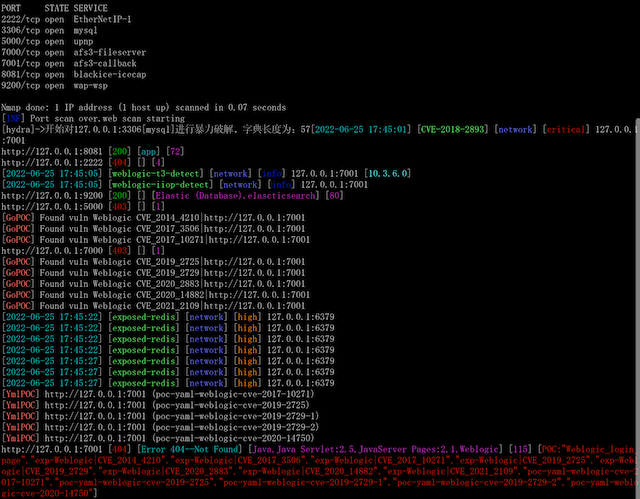 PORT     STATE SERVICE
2222/tcp open  EtherNetIP-1
3306/tcp open  mysql
5000/tcp open  upnp
7000/tcp open  afs3-fileserver
7001/tcp open  afs3-callback
8081/tcp open  blackice-icecap
9200/tcp open  wap-wsp
Nmap done: 1 IP address (1 host up) scanned in 0.07 seconds
[INF] Port scan over.web scan starting
[hydra]->开始对127.0.0.1:3306[mysql]进行暴力破解，字典长度为：57[2022-06-25 17:45:01] [CVE-2018-2893] [network] [critical] 127.0.0.1
:7001
http://127.0.0.1:8081 [200] [app] [72]
http://127.0.0.1:2222 [404] [] [4]
[2022-06-25 17:45:05] [weblogic-t3-detect] [network] [info] 127.0.0.1:7001 [10.3.6.0]
[2022-06-25 17:45:05] [weblogic-iiop-detect] [network] [info] 127.0.0.1:7001
http://127.0.0.1:9200 [200] [] [Elastic (Database).elascticsearch] [80]
http://127.0.0.1:5000 [403] [] [1]
[GoPOC] Found vuln Weblogic CVE_2014_4210|http://127.0.0.1:7001
[GoPOC] Found vuln Weblogic CVE_2017_3506|http://127.0.0.1:7001
[GoPOC] Found vuln Weblogic CVE_2017_10271|http://127.0.0.1:7001
http://127.0.0.1:7000 [403] [] [1]
[GoPOC] Found vuln Weblogic CVE_2019_2725|http://127.0.0.1:7001
[GoPOC] Found vuln Weblogic CVE_2019_2729|http://127.0.0.1:7001
[GoPOC] Found vuln Weblogic CVE_2020_2883|http://127.0.0.1:7001
[GoPOC] Found vuln Weblogic CVE_2020_14882|http://127.0.0.1:7001
[GoPOC] Found vuln Weblogic CVE_2021_2109|http://127.0.0.1:7001
[2022-06-25 17:45:22] [exposed-redis] [network] [high] 127.0.0.1:6379
[2022-06-25 17:45:22] [exposed-redis] [network] [high] 127.0.0.1:6379
[2022-06-25 17:45:22] [exposed-redis] [network] [high] 127.0.0.1:6379
[2022-06-25 17:45:22] [exposed-redis] [network] [high] 127.0.0.1:6379
[2022-06-25 17:45:27] [exposed-redis] [network] [high] 127.0.0.1:6379
[2022-06-25 17:45:27] [exposed-redis] [network] [high] 127.0.0.1:6379
[2022-06-25 17:45:27] [exposed-redis] [network] [high] 127.0.0.1:6379
[YmlPOC] http://127.0.0.1:7001 (poc-yaml-weblogic-cve-2017-10271)
[YmlPOC] http://127.0.0.1:7001 (poc-yaml-weblogic-cve-2019-2725)
[YmlPOC] http://127.0.0.1:7001 (poc-yaml-weblogic-cve-2019-2729-1)
[YmlPOC] http://127.0.0.1:7001 (poc-yaml-weblogic-cve-2019-2729-2)
[YmlPOC] http://127.0.0.1:7001 (poc-yaml-weblogic-cve-2020-14750)
http://127.0.0.1:7001 [404] [Error 404--Not Found] [Java,Java Servlet:2.5,JavaServer Pages:2.1,Weblogic] [115] [POC:"Weblogic_login_
page","exp-Weblogic|CVE_2014_4210","exp-Weblogic|CVE_2017_3506","exp-Weblogic|CVE_2017_10271","exp-Weblogic|CVE_2019_2725","exp-Webl
ogic|CVE_2019_2729","exp-Weblogic|CVE_2020_2883","exp-Weblogic|CVE_2020_14882","exp-Weblogic|CVE_2021_2109","poc-yaml-weblogic-cve-2
017-10271","poc-yaml-weblogic-cve-2019-2725","poc-yaml-weblogic-cve-2019-2729-1","poc-yaml-weblogic-cve-2019-2729-2","poc-yaml-weblo
gic-cve-2020-14750"]